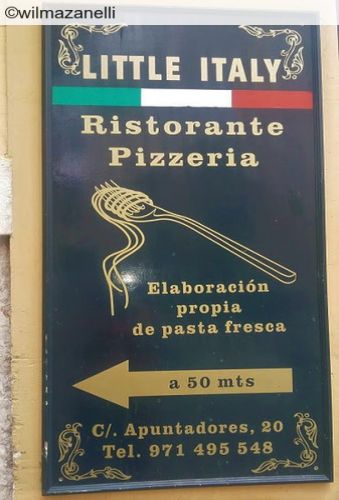 ©wilmazanelli
LITTLE ITALY
Ristorante
Pizzeria
Elaboración
propia
de pasta fresca
a 50 mts
C/. Apuntadores, 20
Tel. 971 495 548